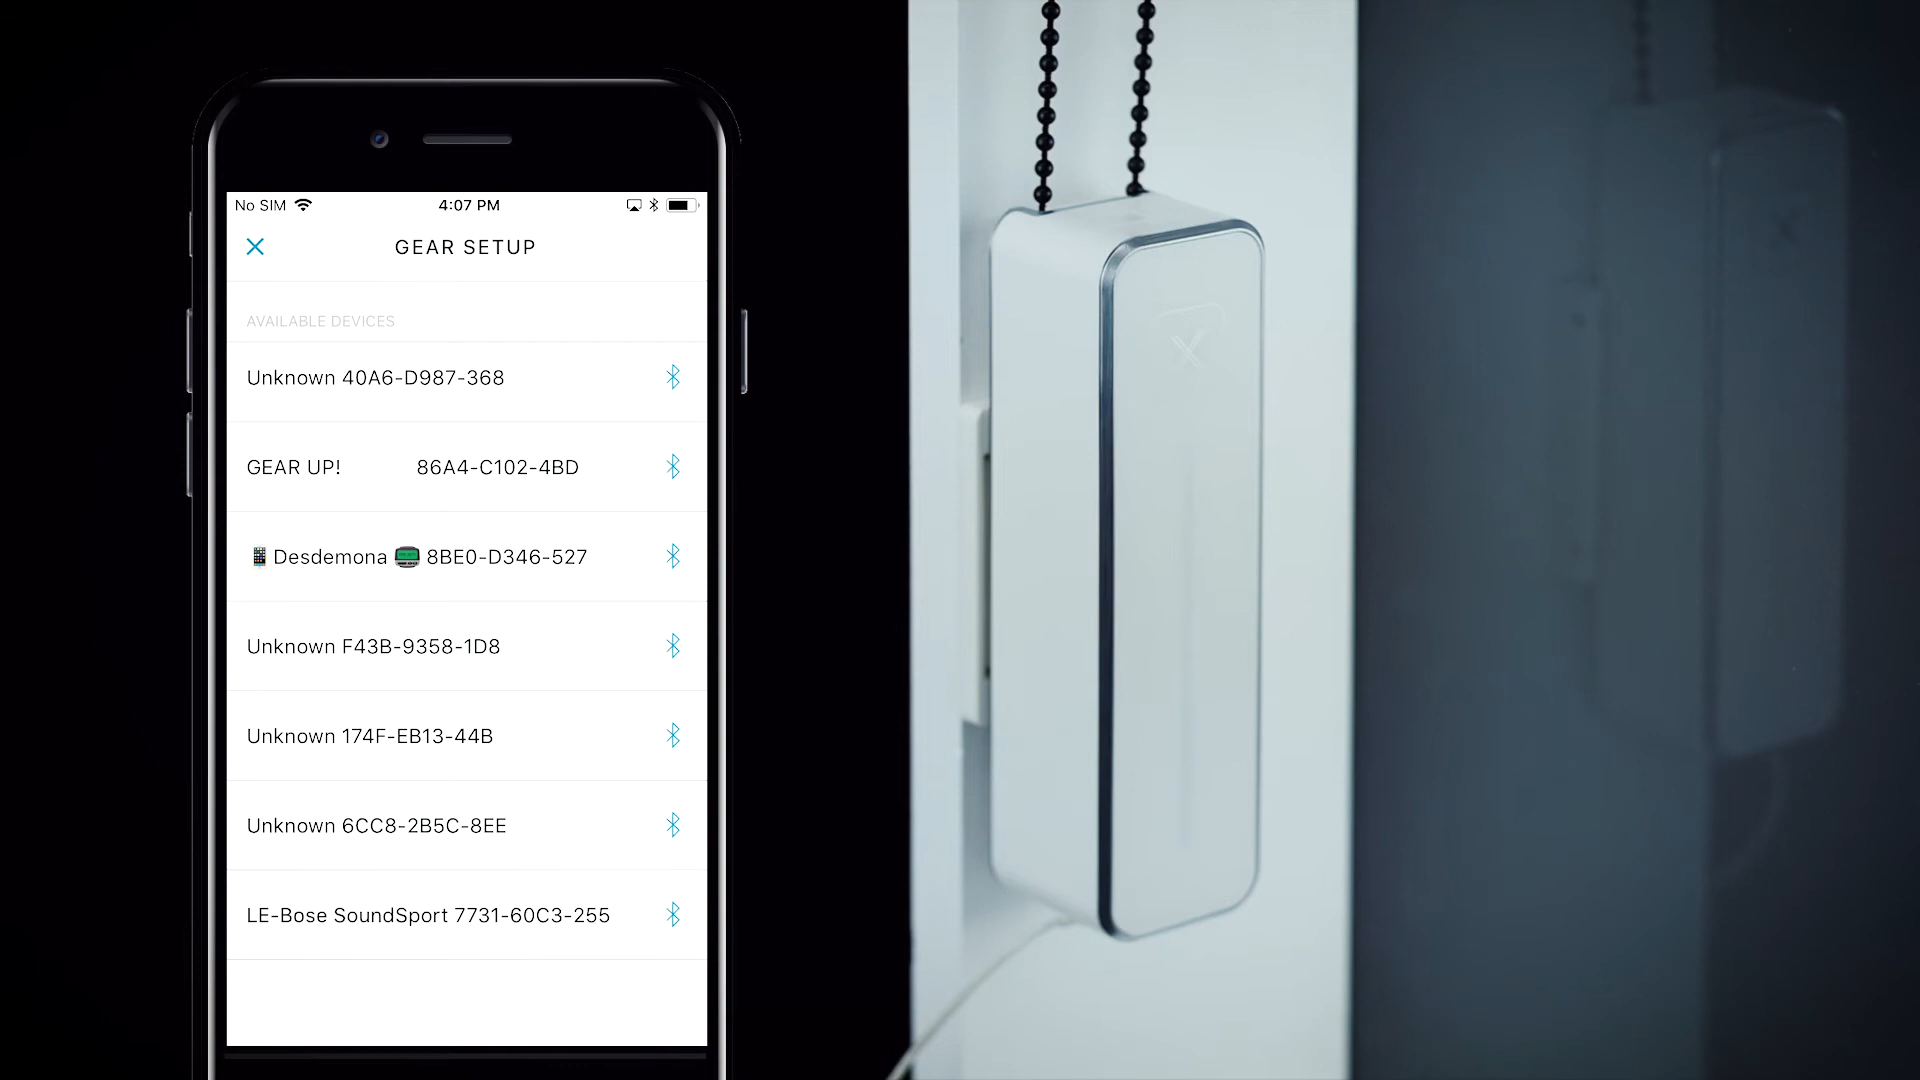 No SIM 4:07 PM
GEAR SETUP
AVAILABLE DEVICES
Unknown 40A6-D987-368
GEAR UP! 86A4-C102-4BD
📱Desdemona 📟 8BE0-D346-527
Unknown F43B-9358-1D8
Unknown 174F-EB13-44B
Unknown 6CC8-2B5C-8EE
LE-Bose SoundSport 7731-60C3-255
X